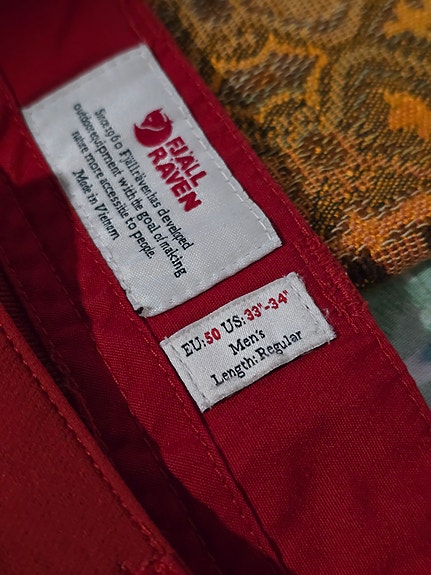 FJÄLL
RÄVEN
Since 1960 Fjällräven has developed
outdoor equipment with the goal of making
nature more accessible to people.
Made in Vietnam
EU:50 US:33"-34"
Men's
Length: Regular